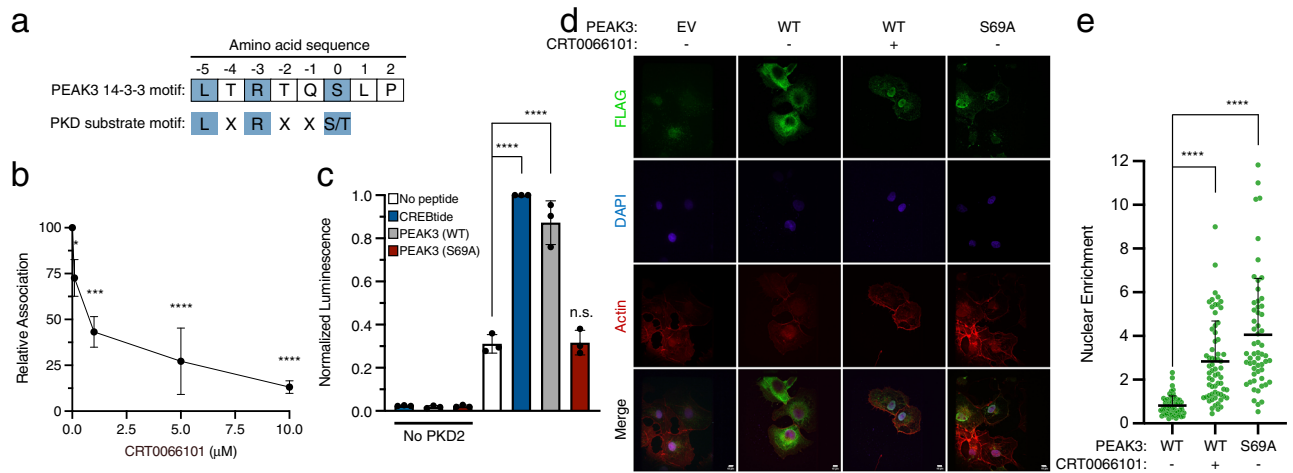 a
Amino acid sequence
-5 -4 -3 -2 -1 0 1 2
PEAK3 14-3-3 motif: L T R T Q S L P
PKD substrate motif: L X R X X S/T
b
Relative Association
100
75
50
25
0
* *** **** ****
0.0 2.5 5.0 7.5 10.0
CRT0066101 (μM)
c
Normalized Luminescence
1.0
0.8
0.6
0.4
0.2
0.0
No peptide
CREBtide
PEAK3 (WT)
PEAK3 (S69A)
****
****
n.s.
No PKD2
d
PEAK3: EV WT WT S69A
CRT0066101: - - + -
FLAG
DAPI
Actin
Merge
e
Nuclear Enrichment
12
10
8
6
4
2
0
****
****
PEAK3: WT WT S69A
CRT0066101: - + -